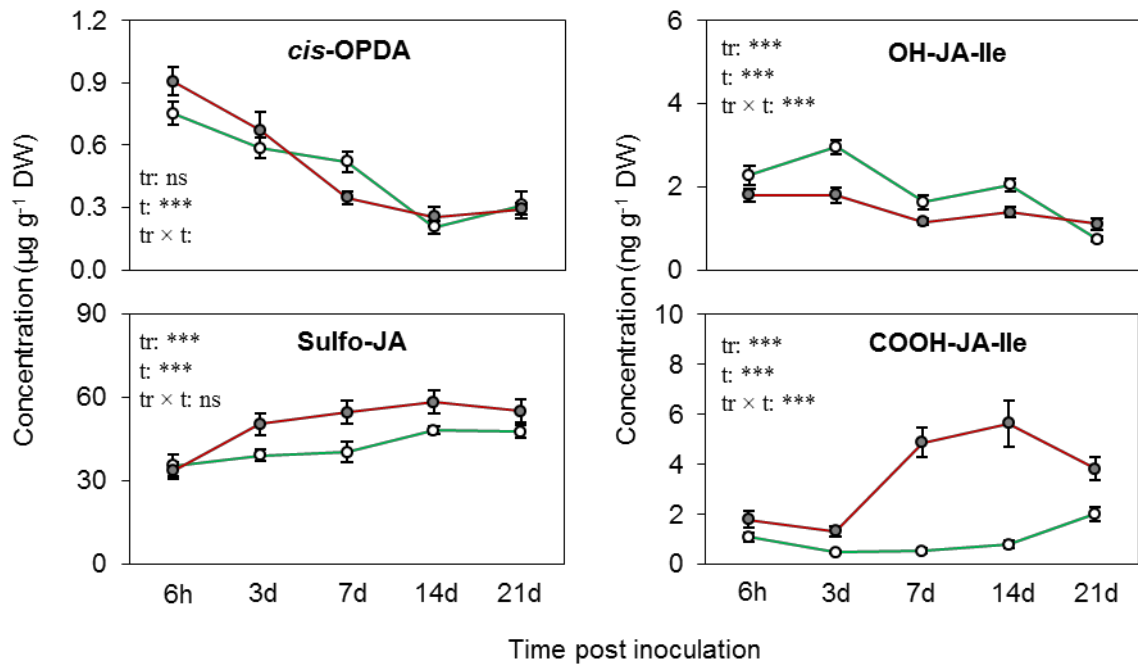 Concentration (µg g⁻¹ DW)
1.2
0.9
0.6
0.3
0.0
cis-OPDA
tr: ns
t: ***
tr × t:
90
60
30
0
Sulfo-JA
tr: ***
t: ***
tr × t: ns
6h 3d 7d 14d 21d
Concentration (ng g⁻¹ DW)
6
4
2
0
OH-JA-Ile
tr: ***
t: ***
tr × t: ***
10
8
6
4
2
0
COOH-JA-Ile
tr: ***
t: ***
tr × t: ***
6h 3d 7d 14d 21d
Time post inoculation